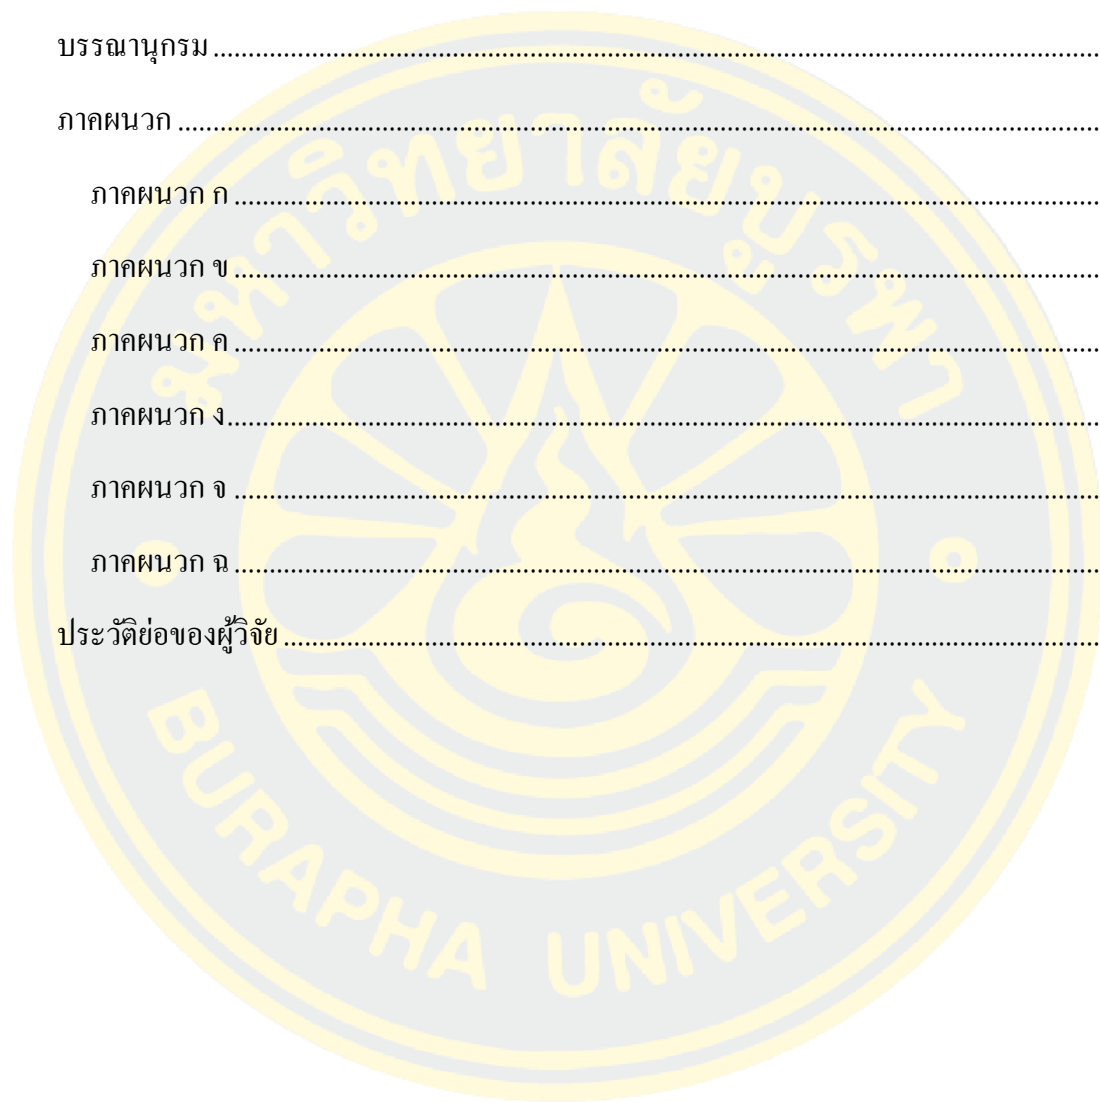 บรรณานุกรม ........................................................................................................
ภาคผนวก ........................................................................................................
ภาคผนวก ก ........................................................................................................
ภาคผนวก ข ........................................................................................................
ภาคผนวก ค ........................................................................................................
ภาคผนวก ง ........................................................................................................
ภาคผนวก จ ........................................................................................................
ภาคผนวก ฉ ........................................................................................................
ประวัติย่อของผู้วิจัย ........................................................................................................
มหาวิทยาลัยบูรพา
BURAPHA UNIVERSITY